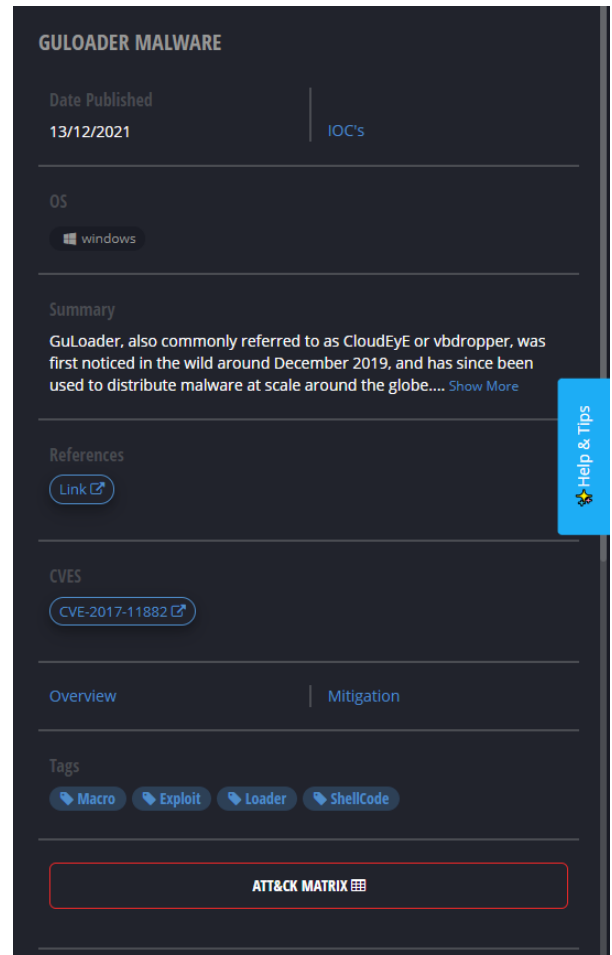 GULOADER MALWARE
Date Published
13/12/2021
IOC's
OS
windows
Summary
GuLoader, also commonly referred to as CloudEyE or vbdropper, was
first noticed in the wild around December 2019, and has since been
used to distribute malware at scale around the globe.... Show More
Help & Tips
References
Link
CVES
CVE-2017-11882
Overview
Mitigation
Tags
Macro Exploit Loader ShellCode
ATT&CK MATRIX